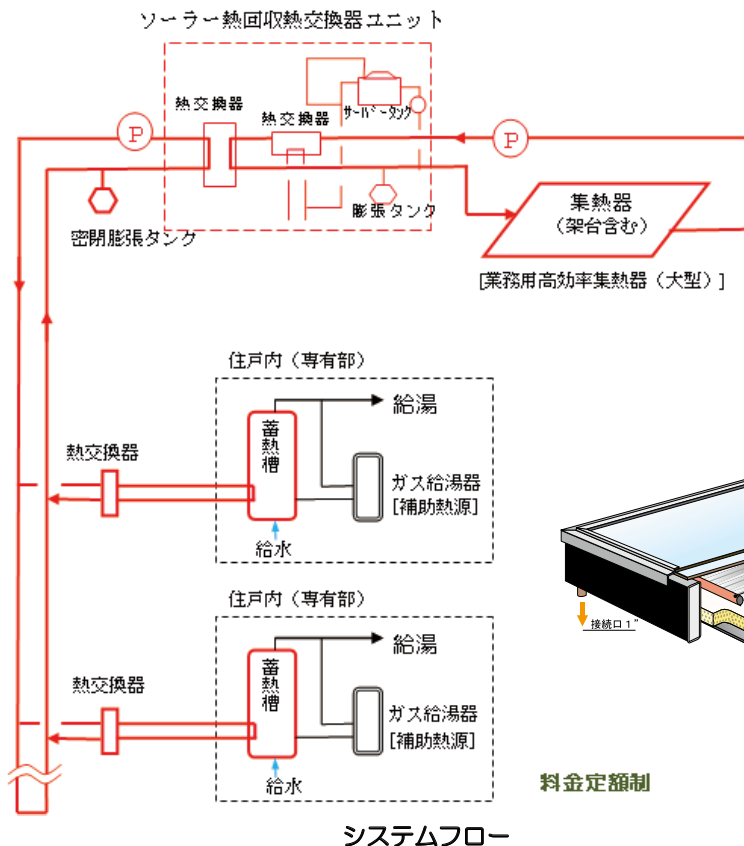 ソーラー熱回収熱交換器ユニット
熱交換器
熱交換器
サーバータンク
P
P
膨張タンク
密閉膨張タンク
集熱器
(架台含む)
[業務用高効率集熱器(大型)]
住戸内(専有部)
給湯
蓄熱槽
熱交換器
ガス給湯器
[補助熱源]
給水
接続口1"
住戸内(専有部)
給湯
蓄熱槽
熱交換器
ガス給湯器
[補助熱源]
給水
料金定額制
システムフロー